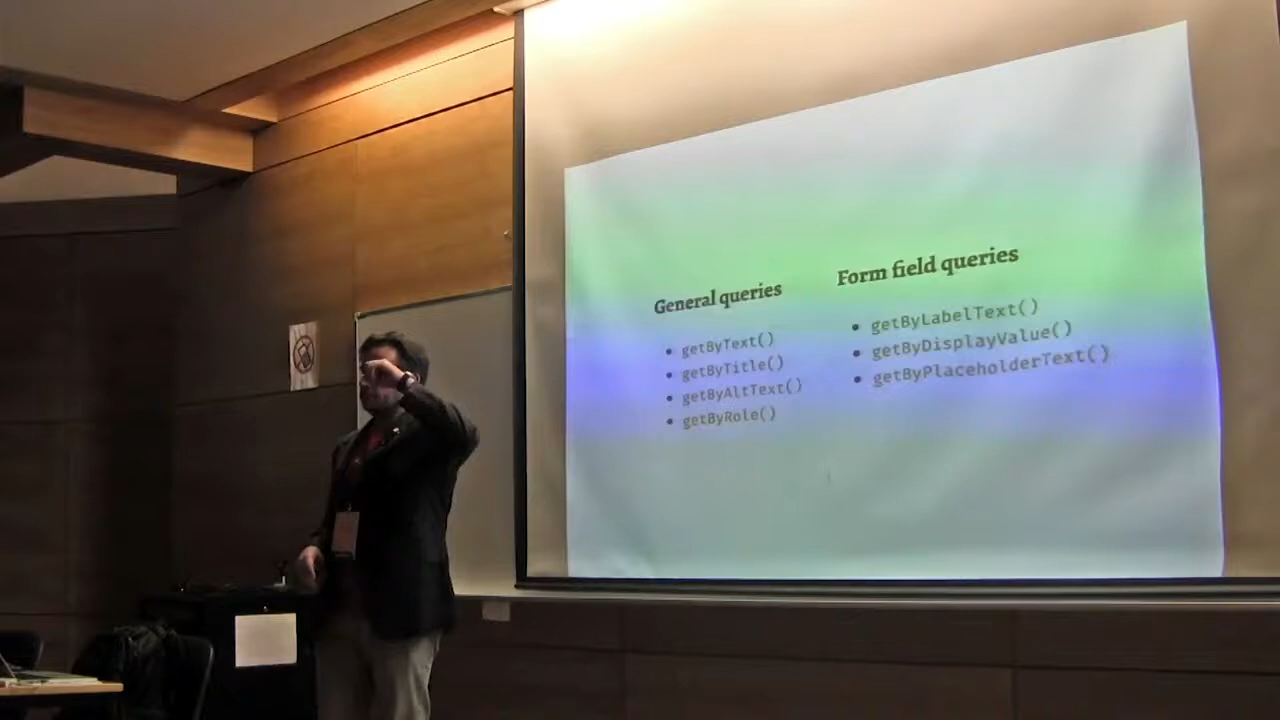 General queries
getByText()
getByTitle()
getByAltText()
getByRole()
Form field queries
getByLabelText()
getByDisplayValue()
getByPlaceholderText()